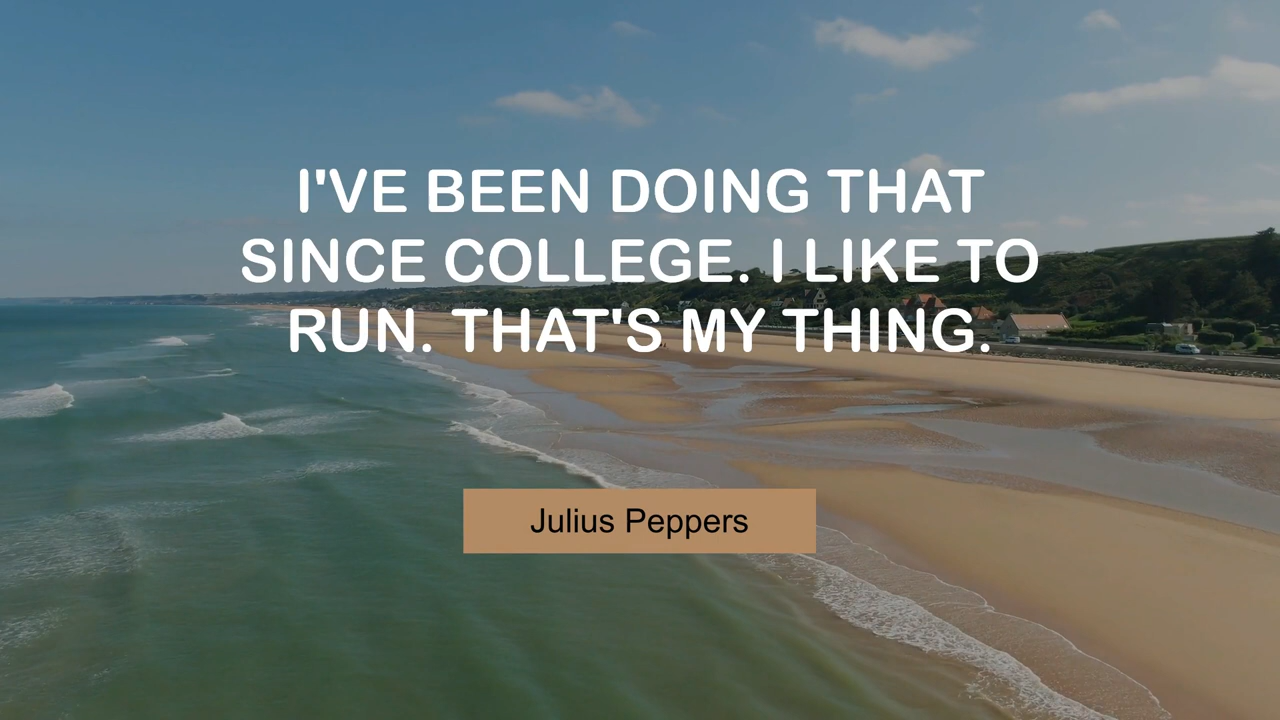 I'VE BEEN DOING THAT
SINCE COLLEGE. I LIKE TO
RUN. THAT'S MY THING.
Julius Peppers